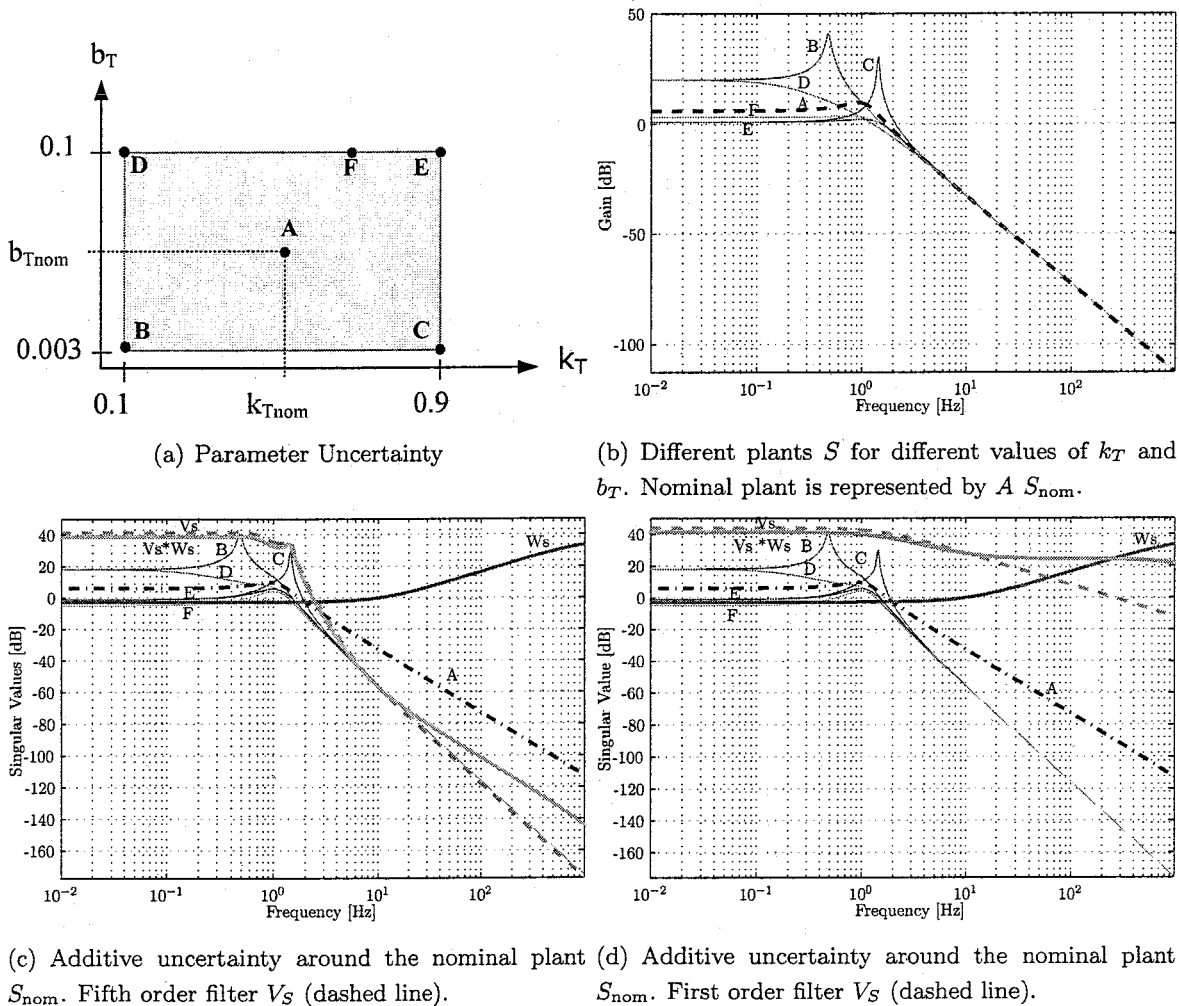 b_T
0.1
D
F
E
A
b_Tnom
B
C
0.003
k_T
0.1
k_Tnom
0.9
(a) Parameter Uncertainty
50
0
-50
-100
Gain [dB]
B
C
D
A
F
E
10^-2
10^-1
10^0
10^1
10^2
Frequency [Hz]
(b) Different plants S for different values of k_T and
b_T. Nominal plant is represented by A S_nom.
40
20
0
-20
-40
-60
-80
-100
-120
-140
-160
Singular Values [dB]
Vs
Vs*Ws
B
C
D
E
F
A
Ws
10^-2
10^-1
10^0
10^1
10^2
Frequency [Hz]
(c) Additive uncertainty around the nominal plant
S_nom. Fifth order filter V_S (dashed line).
40
20
0
-20
-40
-60
-80
-100
-120
-140
-160
Singular Value [dB]
Vs
Vs.*Ws
B
C
D
E
F
A
Ws
10^-2
10^-1
10^0
10^1
10^2
Frequency [Hz]
(d) Additive uncertainty around the nominal plant
S_nom. First order filter V_S (dashed line).